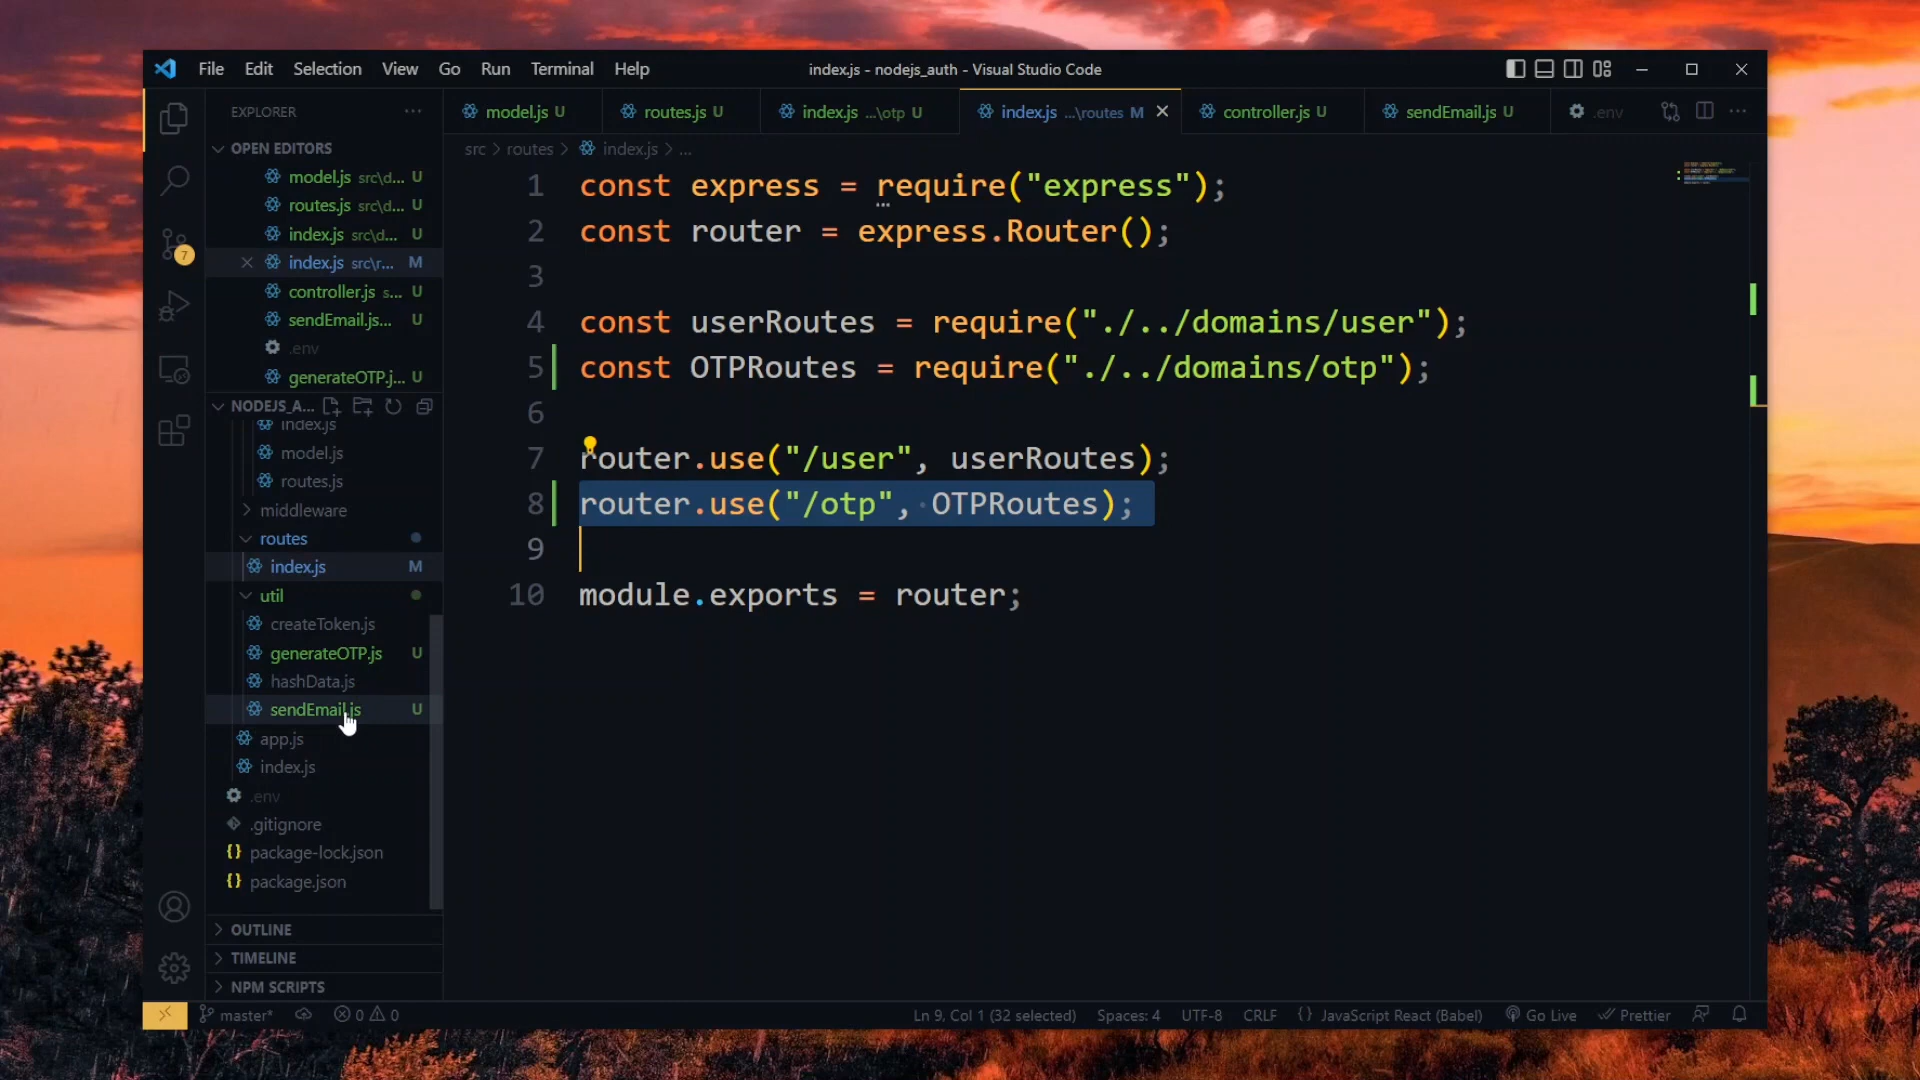 File Edit Selection View Go Run Terminal Help
index.js - nodejs_auth - Visual Studio Code
EXPLORER ...
model.js U
routes.js U
index.js ...\otp U
index.js ...\routes M
controller.js U
sendEmail.js U
.env
OPEN EDITORS
model.js src\d... U
routes.js src\d... U
index.js src\d... U
index.js src\r... M
controller.js s... U
sendEmail.js... U
.env
generateOTP.j... U
NODEJS_A...
index.js
model.js
routes.js
middleware
routes
index.js M
util
createToken.js
generateOTP.js U
hashData.js
sendEmail.js U
app.js
index.js
.env
.gitignore
package-lock.json
package.json
OUTLINE
TIMELINE
NPM SCRIPTS
7
src > routes > index.js > ...
1 const express = require("express");
2 const router = express.Router();
3
4 const userRoutes = require("./../domains/user");
5 const OTPRoutes = require("./../domains/otp");
6
7 router.use("/user", userRoutes);
8 router.use("/otp", OTPRoutes);
9
10 module.exports = router;
master* 0 0
Ln 9, Col 1 (32 selected) Spaces: 4 UTF-8 CRLF {} JavaScript React (Babel) Go Live Prettier